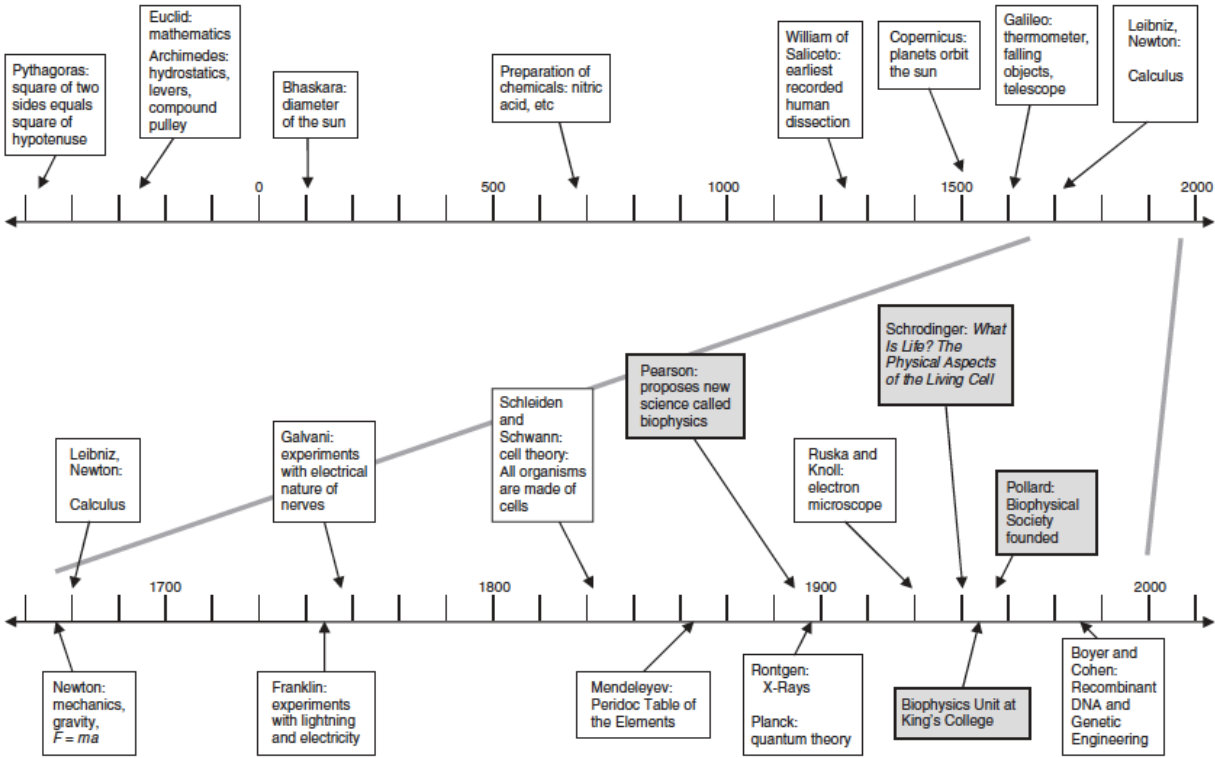 Pythagoras:
square of two
sides equals
square of
hypotenuse
Euclid:
mathematics
Archimedes:
hydrostatics,
levers,
compound
pulley
Bhaskara:
diameter
of the sun
Preparation of
chemicals: nitric
acid, etc
William of
Saliceto:
earliest
recorded
human
dissection
Copernicus:
planets orbit
the sun
Galileo:
thermometer,
falling
objects,
telescope
Leibniz,
Newton:
Calculus
0 500 1000 1500 2000
Leibniz,
Newton:
Calculus
Galvani:
experiments
with electrical
nature of
nerves
Schleiden
and
Schwann:
cell theory:
All organisms
are made of
cells
Pearson:
proposes new
science called
biophysics
Ruska and
Knoll:
electron
microscope
Schrodinger: What
Is Life? The
Physical Aspects
of the Living Cell
Pollard:
Biophysical
Society
founded
1700 1800 1900 2000
Newton:
mechanics,
gravity,
F = ma
Franklin:
experiments
with lightning
and electricity
Mendeleyev:
Peridoc Table of
the Elements
Rontgen:
X-Rays
Planck:
quantum theory
Biophysics Unit at
King's College
Boyer and
Cohen:
Recombinant
DNA and
Genetic
Engineering